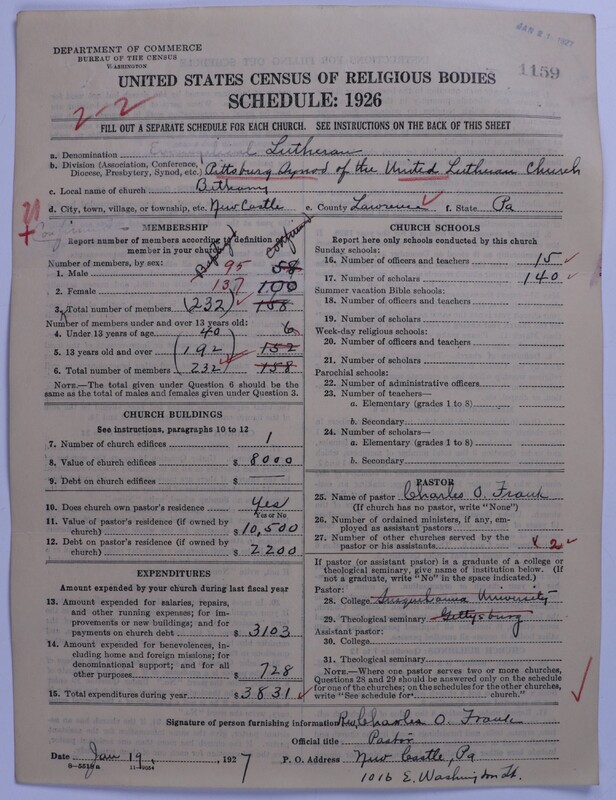 DEPARTMENT OF COMMERCE
BUREAU OF THE CENSUS
WASHINGTON
JAN 21 1927
1159
UNITED STATES CENSUS OF RELIGIOUS BODIES
SCHEDULE: 1926
2-2
FILL OUT A SEPARATE SCHEDULE FOR EACH CHURCH. SEE INSTRUCTIONS ON THE BACK OF THIS SHEET
a. Denomination Evangelical Lutheran
b. Division (Association, Conference, Diocese, Presbytery, Synod, etc.) Pittsburg Synod of the United Lutheran Church
c. Local name of church Bethany
d. City, town, village, or township, etc. New Castle e. County Lawrence f. State Pa
MEMBERSHIP
Report number of members according to definition of
member in your church
Baptized Confirmed
Number of members, by sex:
1. Male 95 58
2. Female 137 100
3. Total number of members (232) 158
Number of members under and over 13 years old:
4. Under 13 years of age 40 6
5. 13 years old and over (192) 152
6. Total number of members 232 158
NOTE.—The total given under Question 6 should be the
same as the total of males and females given under Question 3.
CHURCH BUILDINGS
See instructions, paragraphs 10 to 12
7. Number of church edifices 1
8. Value of church edifices $ 8000
9. Debt on church edifices $ —
10. Does church own pastor's residence Yes
Yes or No
11. Value of pastor's residence (if owned by
church) $ 10,500
12. Debt on pastor's residence (if owned by
church) $ 2200
EXPENDITURES
Amount expended by your church during last fiscal year
13. Amount expended for salaries, repairs,
and other running expenses; for im-
provements or new buildings; and for
payments on church debt $ 3103
14. Amount expended for benevolences, in-
cluding home and foreign missions; for
denominational support; and for all
other purposes $ 728
15. Total expenditures during year $ 3831
CHURCH SCHOOLS
Report here only schools conducted by this church
Sunday schools:
16. Number of officers and teachers 15
17. Number of scholars 140
Summer vacation Bible schools:
18. Number of officers and teachers
19. Number of scholars
Week-day religious schools:
20. Number of officers and teachers
21. Number of scholars
Parochial schools:
22. Number of administrative officers
23. Number of teachers—
a. Elementary (grades 1 to 8)
b. Secondary
24. Number of scholars—
a. Elementary (grades 1 to 8)
b. Secondary
PASTOR
25. Name of pastor Charles O. Frank
(If church has no pastor, write "None")
26. Number of ordained ministers, if any, em-
ployed as assistant pastors
27. Number of other churches served by the
pastor or his assistants 2
If pastor (or assistant pastor) is a graduate of a college or
theological seminary, give name of institution below. (If
not a graduate, write "No" in the space indicated.)
Pastor:
28. College Susquehanna University
29. Theological seminary Gettysburg
Assistant pastor:
30. College
31. Theological seminary
NOTE.—Where one pastor serves two or more churches,
Questions 28 and 29 should be answered only on the schedule
for one of the churches; on the schedules for the other churches,
write "See schedule for church."
Signature of person furnishing information Rev. Charles O. Frank
Official title Pastor
Date Jan 19, 1927 P. O. Address New Castle, Pa
8-5518a 11-9024 1016 E. Washington St.